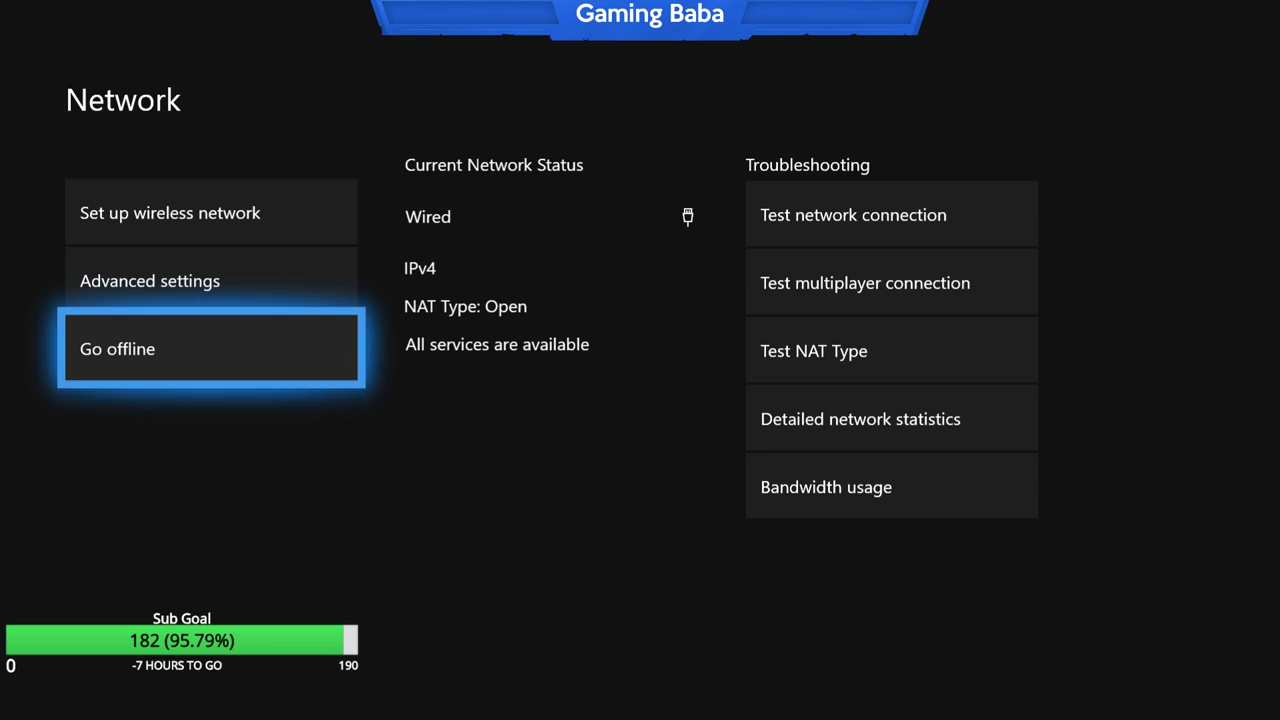 Gaming Baba
Network
Set up wireless network
Advanced settings
Go offline
Current Network Status
Wired
IPv4
NAT Type: Open
All services are available
Troubleshooting
Test network connection
Test multiplayer connection
Test NAT Type
Detailed network statistics
Bandwidth usage
Sub Goal
182 (95.79%)
0 -7 HOURS TO GO 190